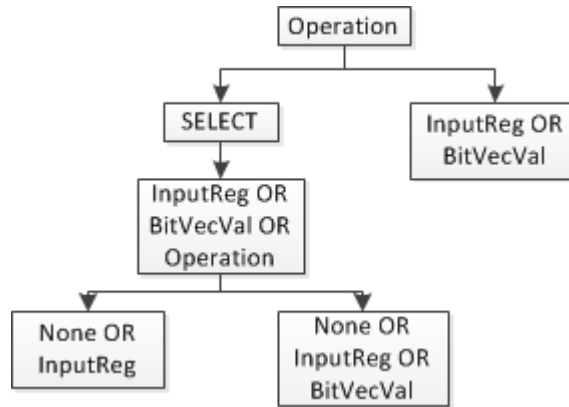 Operation
SELECT
InputReg OR
BitVecVal
InputReg OR
BitVecVal OR
Operation
None OR
InputReg
None OR
InputReg OR
BitVecVal